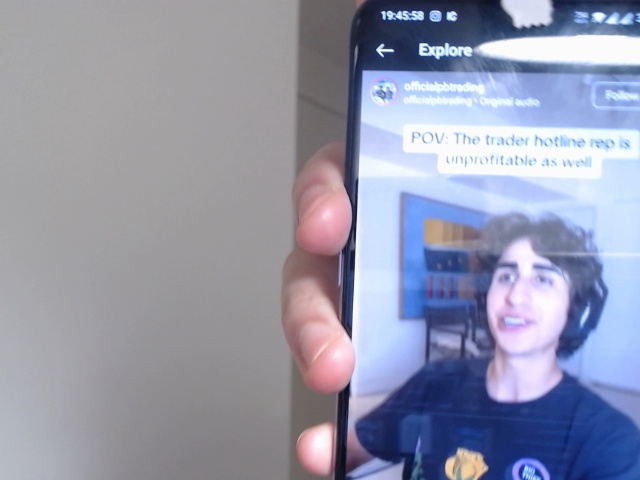 19:45:58
Explore
officialpbtrading
officialpbtrading • Original audio
Follow
POV: The trader hotline rep is
unprofitable as well